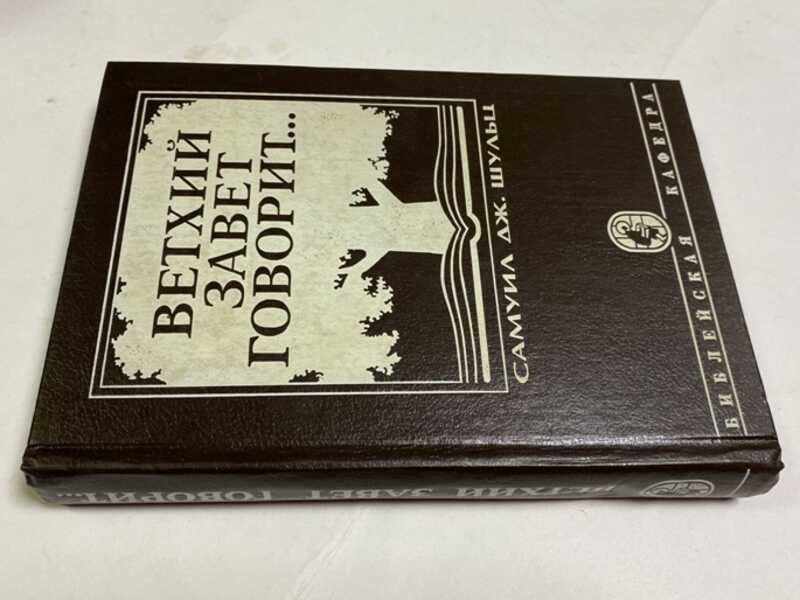 ВЕТХИЙ
ЗАВЕТ
ГОВОРИТ...
САМУИЛ ДЖ. ШУЛЬЦ
БИБЛЕЙСКАЯ КАФЕДРА
ВЕТХИЙ ЗАВЕТ ГОВОРИТ...